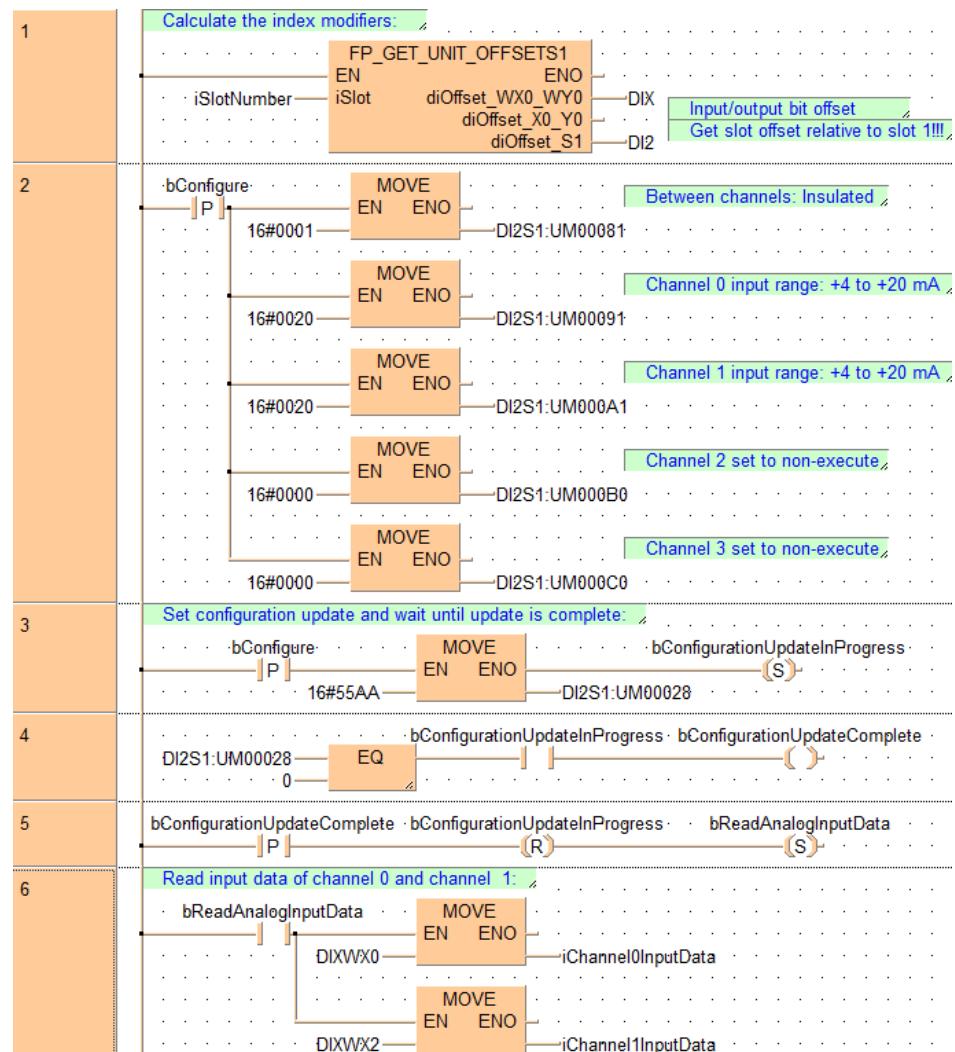 1
Calculate the index modifiers:
FP_GET_UNIT_OFFSETS1
EN ENO
iSlotNumber iSlot diOffset_WX0_WY0 DIX Input/output bit offset
diOffset_X0_Y0 Get slot offset relative to slot 1!!!
diOffset_S1 DI2
2
bConfigure MOVE Between channels: Insulated
P EN ENO
16#0001 DI2S1:UM00081
MOVE Channel 0 input range: +4 to +20 mA
EN ENO
16#0020 DI2S1:UM00091
MOVE Channel 1 input range: +4 to +20 mA
EN ENO
16#0020 DI2S1:UM000A1
MOVE Channel 2 set to non-execute
EN ENO
16#0000 DI2S1:UM000B0
MOVE Channel 3 set to non-execute
EN ENO
16#0000 DI2S1:UM000C0
3
Set configuration update and wait until update is complete:
bConfigure MOVE bConfigurationUpdateInProgress
P EN ENO S
16#55AA DI2S1:UM00028
4
bConfigurationUpdateInProgress bConfigurationUpdateComplete
DI2S1:UM00028 EQ
0
5
bConfigurationUpdateComplete bConfigurationUpdateInProgress bReadAnalogInputData
P R S
6
Read input data of channel 0 and channel 1:
bReadAnalogInputData MOVE
EN ENO
DIXWX0 iChannel0InputData
MOVE
EN ENO
DIXWX2 iChannel1InputData